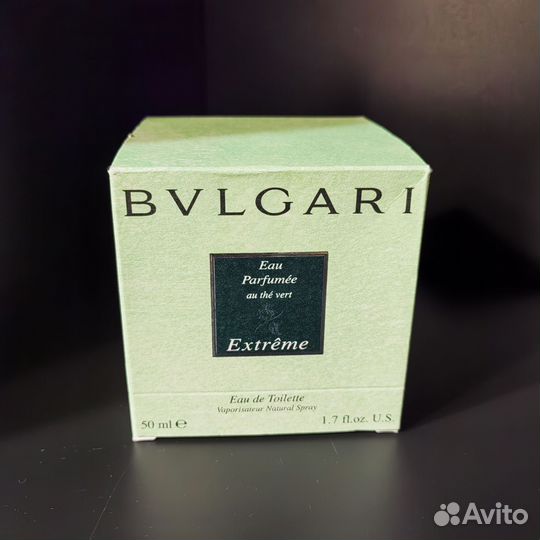 BVLGARI
Eau
Parfumée
au thé vert
Extrême
Eau de Toilette
Vaporisateur Natural Spray
50 ml ℮ 1.7 fl.oz. U.S.
Avito